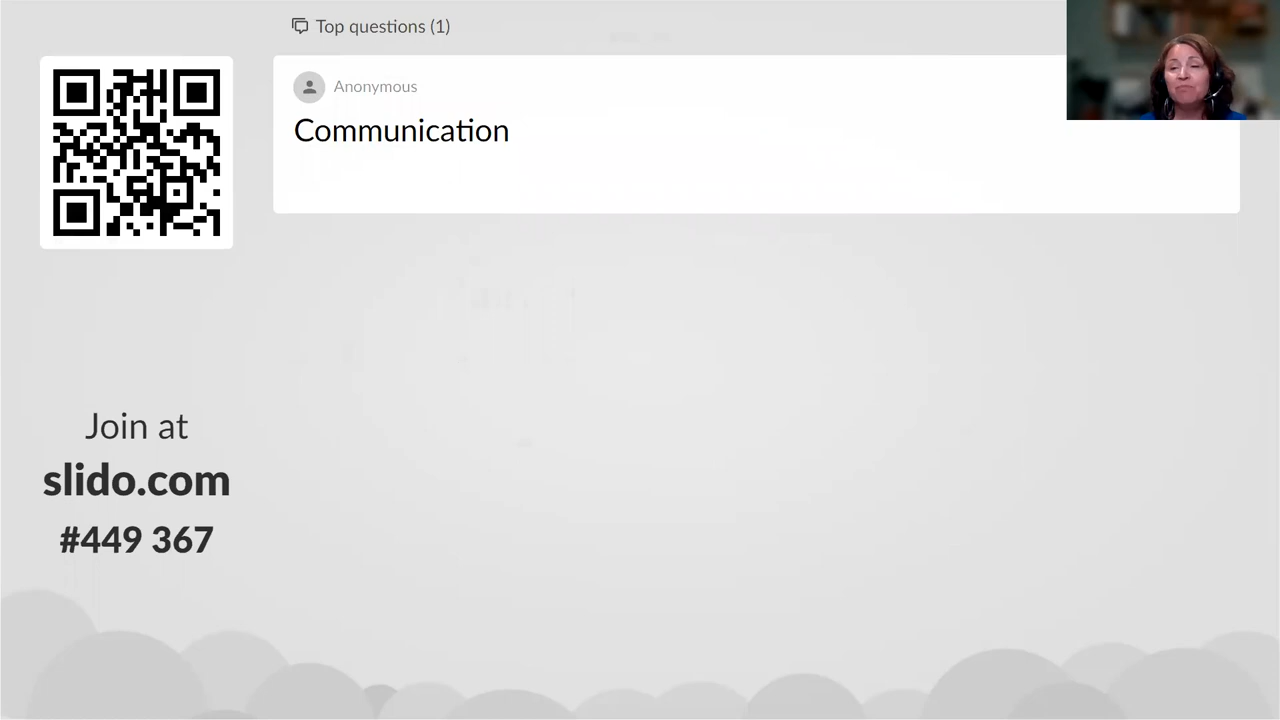 Top questions (1)
Anonymous
Communication
Join at
slido.com
#449 367